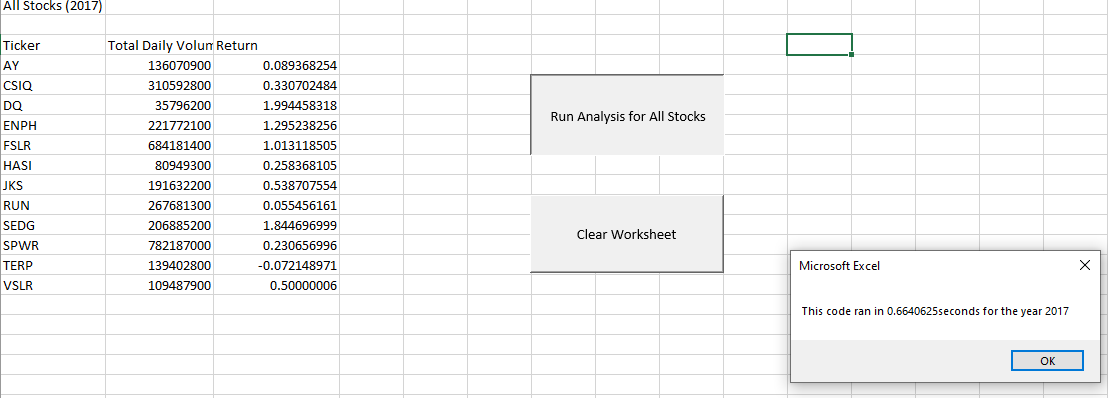 All Stocks (2017)
Ticker Total Daily Volum Return
AY 136070900 0.089368254
CSIQ 310592800 0.330702484
DQ 35796200 1.994458318
ENPH 221772100 1.295238256
FSLR 684181400 1.013118505
HASI 80949300 0.258368105
JKS 191632200 0.538707554
RUN 267681300 0.055456161
SEDG 206885200 1.844696999
SPWR 782187000 0.230656996
TERP 139402800 -0.072148971
VSLR 109487900 0.50000006
Run Analysis for All Stocks
Clear Worksheet
Microsoft Excel
This code ran in 0.6640625seconds for the year 2017
OK